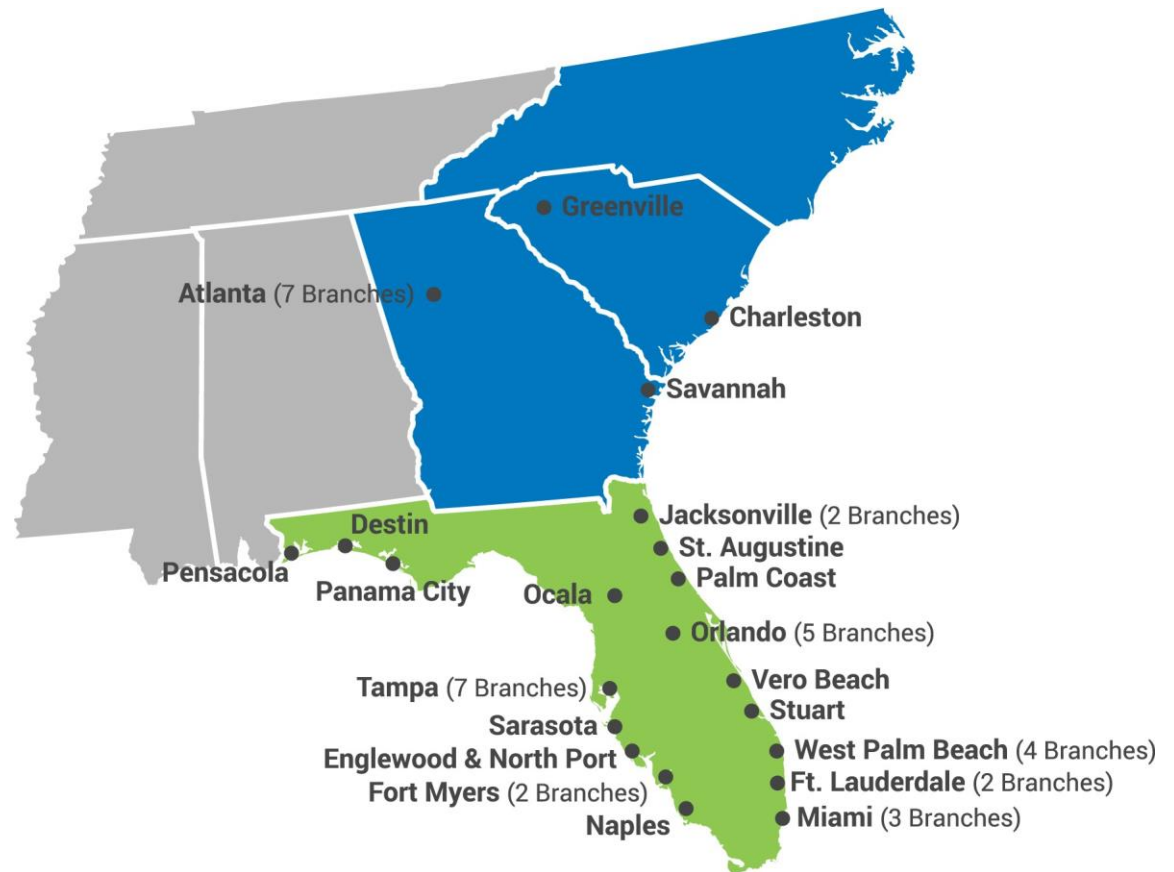 Greenville
Atlanta (7 Branches)
Charleston
Savannah
Jacksonville (2 Branches)
Destin
St. Augustine
Pensacola
Palm Coast
Panama City
Ocala
Orlando (5 Branches)
Vero Beach
Tampa (7 Branches)
Stuart
Sarasota
West Palm Beach (4 Branches)
Englewood & North Port
Ft. Lauderdale (2 Branches)
Fort Myers (2 Branches)
Miami (3 Branches)
Naples